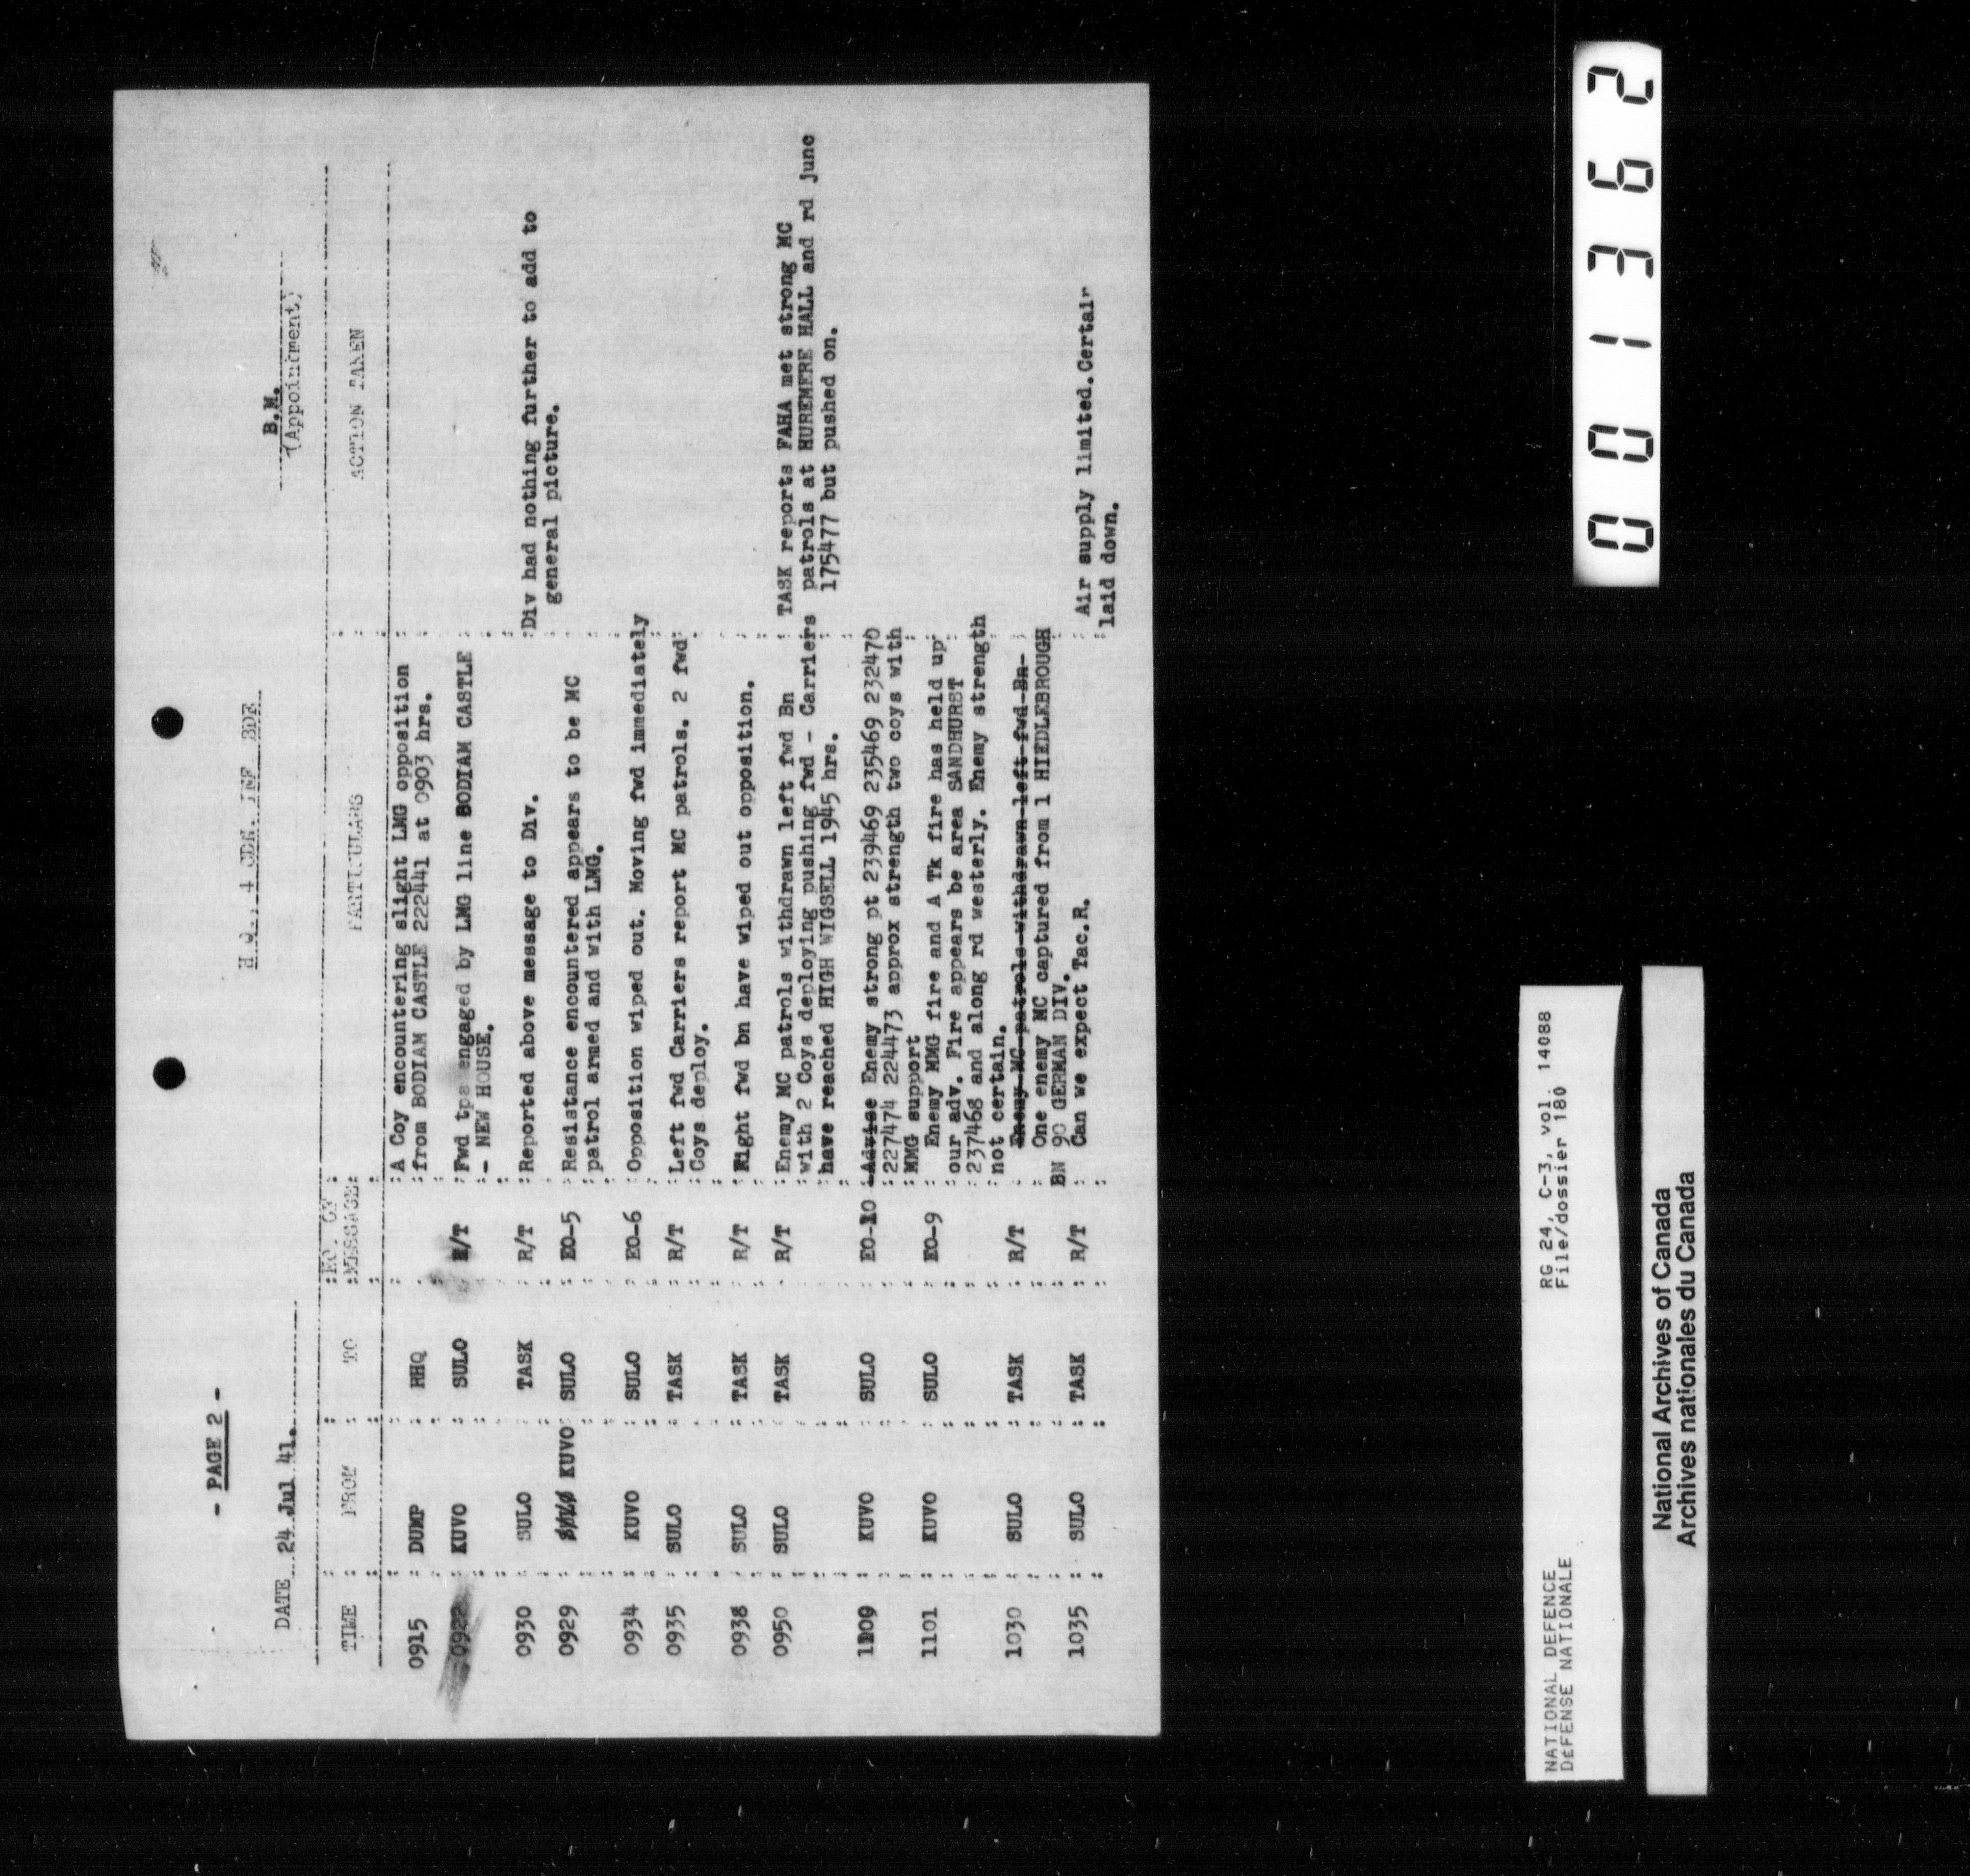 - PAGE 2 -
H.Q., 4 CDN. INF BDE.
DATE 24 Jul 41.
B.M.
(Appointment)
TIME : FROM : TO : NO. OF MESSAGE : PARTICULARS : ACTION TAKEN
0915 : DUMP : HHQ : : A Coy encountering slight LMG opposition
from BODIAM CASTLE 222441 at 0903 hrs.
0922 KUVO : SULO R/T : Fwd tps engaged by LMG line BODIAM CASTLE
- NEW HOUSE.
0930 SULO TASK R/T : Reported above message to Div. : Div had nothing further to add to
general picture.
0929 SULO KUVO : SULO : EO-5 : Resistance encountered appears to be MC
patrol armed and with LMG.
0934 : KUVO : SULO : EO-6 : Opposition wiped out. Moving fwd immediately
0935 : SULO : TASK : R/T : Left fwd Carriers report MC patrols. 2 fwd
Coys deploy.
0938 : SULO : TASK : R/T : Right fwd bn have wiped out opposition.
0950 : SULO : TASK : R/T : Enemy MC patrols withdrawn left fwd Bn : TASK reports FAHA met strong MC
with 2 Coys deploying pushing fwd - Carriers patrols at HUREMERE HALL and rd junc
have reached HIGH WIGSELL 1945 hrs. : 175477 but pushed on.
1109 : KUVO : SULO : EO-10 Advise Enemy strong pt 239469 235469 232470
227474 224473 approx strength two coys with
MMG support
1101 : KUVO : SULO : EO-9 : Enemy MMG fire and A Tk fire has held up
our adv. Fire appears be area SANDHURST
237468 and along rd westerly. Enemy strength
not certain.
Enemy MC patrols withdrawn left fwd Bn
1030 : SULO : TASK : R/T One enemy MC captured from 1 HIEDLEBROUGH
BN 90 GERMAN DIV.
1035 : SULO : TASK : R/T : Can we expect Tac.R. : Air supply limited. Certain
laid down.
NATIONAL DEFENCE RG 24, C-3, vol. 14088
DÉFENSE NATIONALE File/dossier 180
National Archives of Canada
Archives nationales du Canada
001362